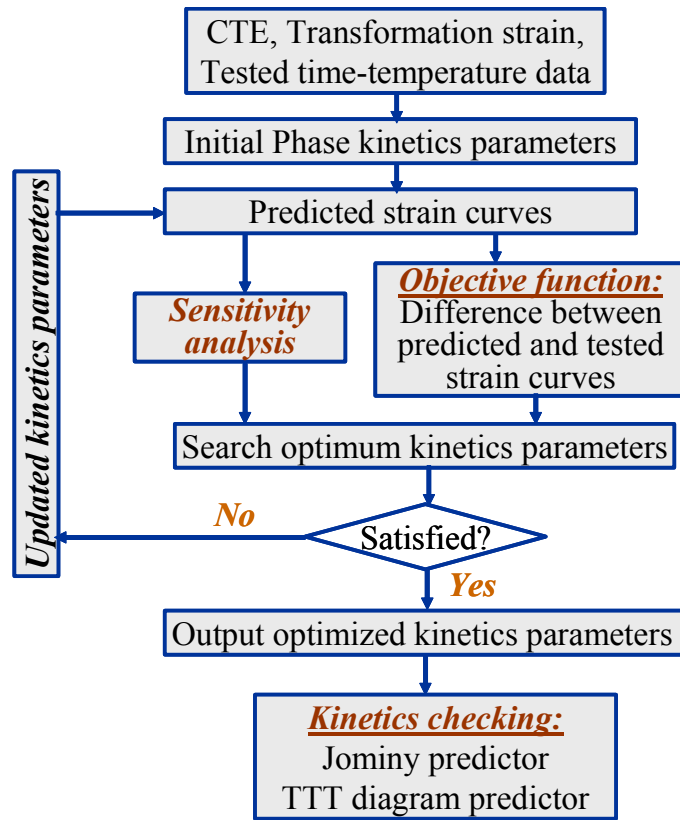 CTE, Transformation strain,
Tested time-temperature data
Initial Phase kinetics parameters
Predicted strain curves
Updated kinetics parameters
Sensitivity
analysis
Objective function:
Difference between
predicted and tested
strain curves
Search optimum kinetics parameters
No
Satisfied?
Yes
Output optimized kinetics parameters
Kinetics checking:
Jominy predictor
TTT diagram predictor